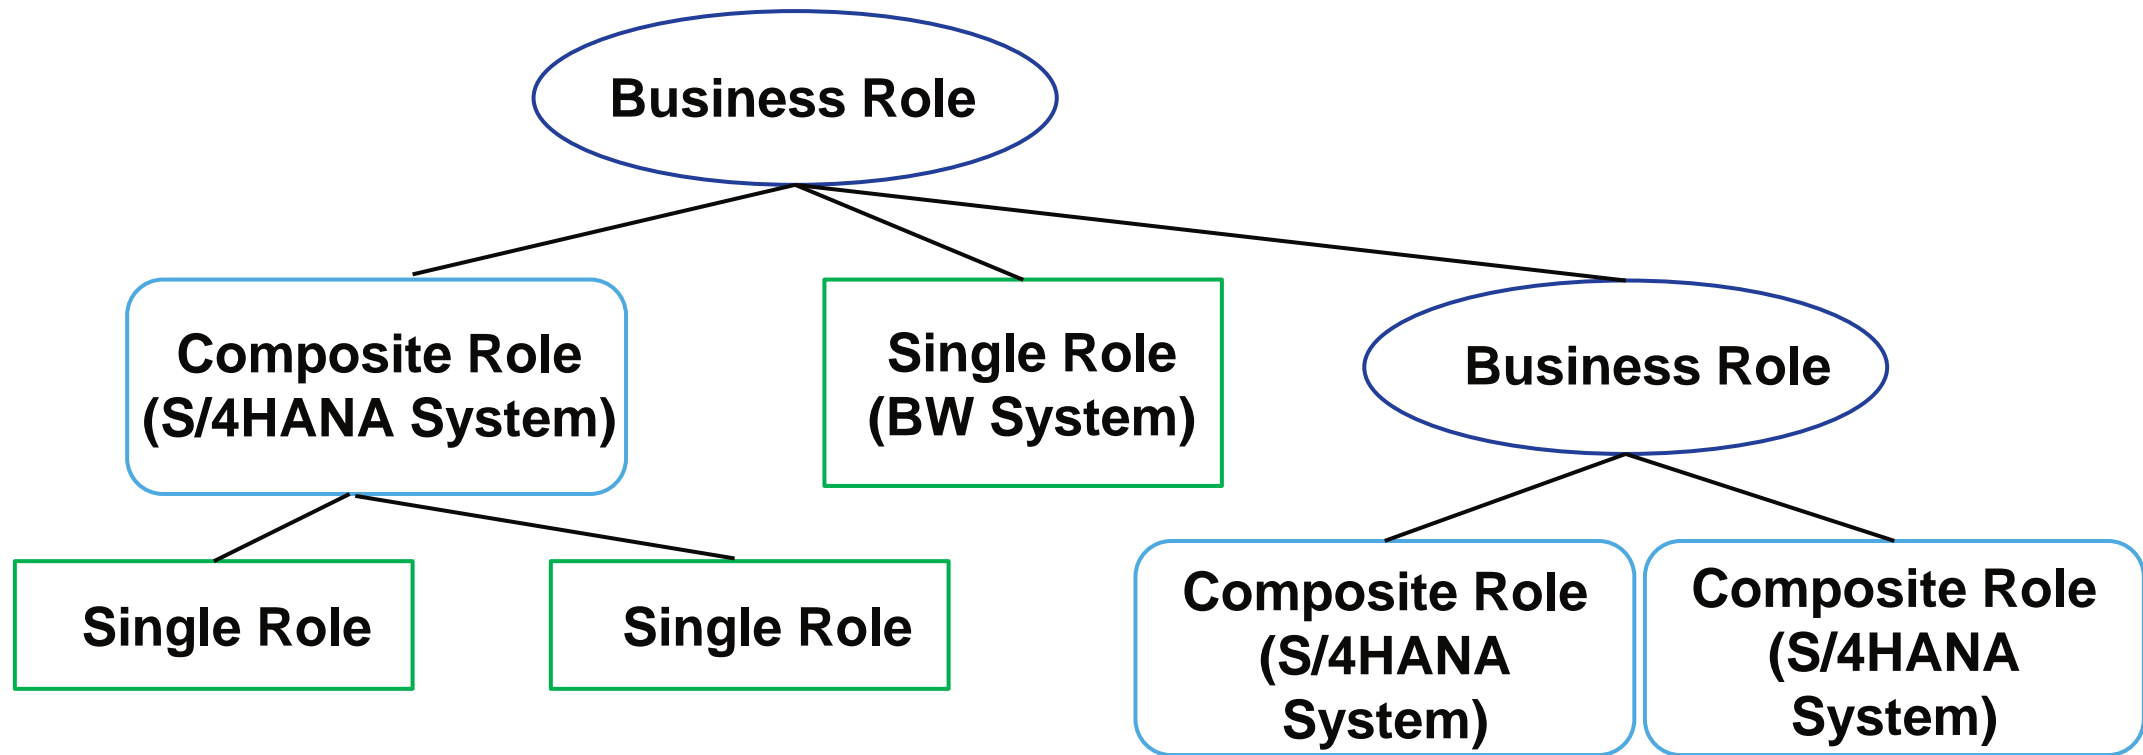 Business Role
Composite Role
(S/4HANA System)
Single Role
(BW System)
Business Role
Single Role
Single Role
Composite Role
(S/4HANA
System)
Composite Role
(S/4HANA
System)